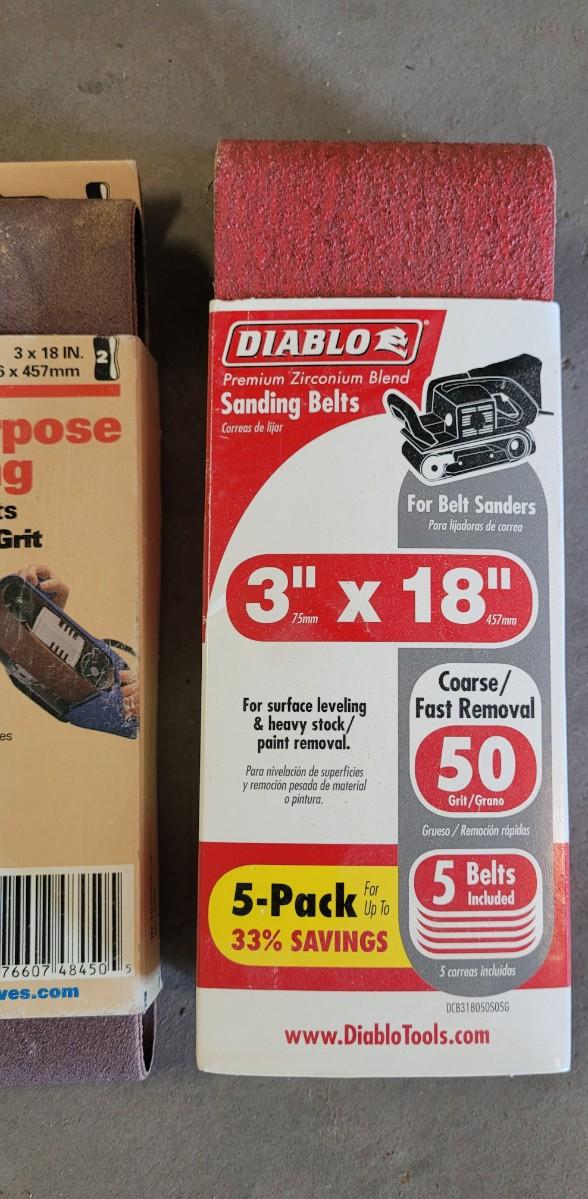 3 x 18 IN.
x 457mm
2
pose
g
ts
Grit
es
76607 48450 5
ves.com
DIABLO
Premium Zirconium Blend
Sanding Belts
Correas de lijar
For Belt Sanders
Para lijadoras de correa
3" x 18"
75mm 457mm
Coarse/
Fast Removal
50
Grit/Grano
Grueso / Remoción rápidas
For surface leveling
& heavy stock/
paint removal.
Para nivelación de superficies
y remoción pesada de material
o pintura.
5-Pack For Up To
33% SAVINGS
5 Belts
Included
5 correas incluidas
DCB318050S05G
www.DiabloTools.com